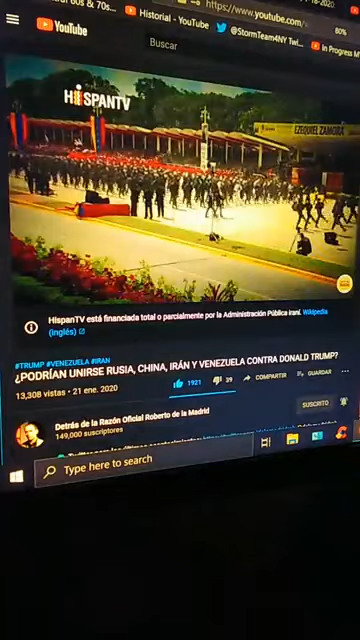 60s & 70s...
https://www.youtube.com/
-18-2020
Historial - YouTube
@StormTeam4NY Twi...
In Progress M
80%
YouTube
Buscar
HISPANTV
EZEQUIEL ZAMORA
HispanTV está financiada total o parcialmente por la Administración Pública iraní. Wikipedia
(inglés)
#TRUMP #VENEZUELA #IRAN
¿PODRÍAN UNIRSE RUSIA, CHINA, IRÁN Y VENEZUELA CONTRA DONALD TRUMP?
13,308 vistas • 21 ene. 2020
1921
39
COMPARTIR
GUARDAR
Detrás de la Razón Oficial Roberto de la Madrid
149,000 suscriptores
SUSCRITO
Type here to search